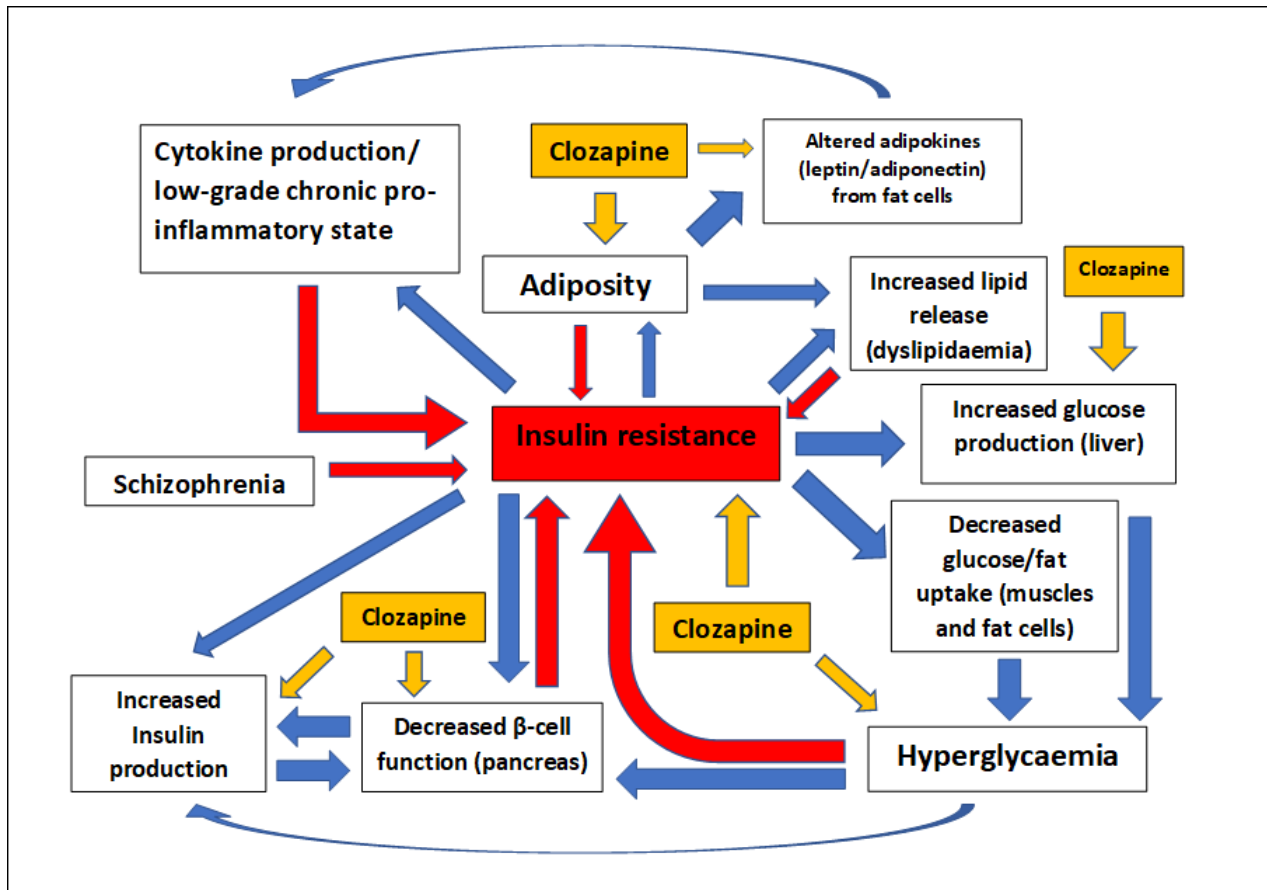 Cytokine production/
low-grade chronic pro-
inflammatory state
Clozapine
Altered adipokines
(leptin/adiponectin)
from fat cells
Adiposity
Increased lipid
release
(dyslipidaemia)
Clozapine
Insulin resistance
Increased glucose
production (liver)
Schizophrenia
Decreased
glucose/fat
uptake (muscles
and fat cells)
Clozapine
Clozapine
Increased
Insulin
production
Decreased β-cell
function (pancreas)
Hyperglycaemia